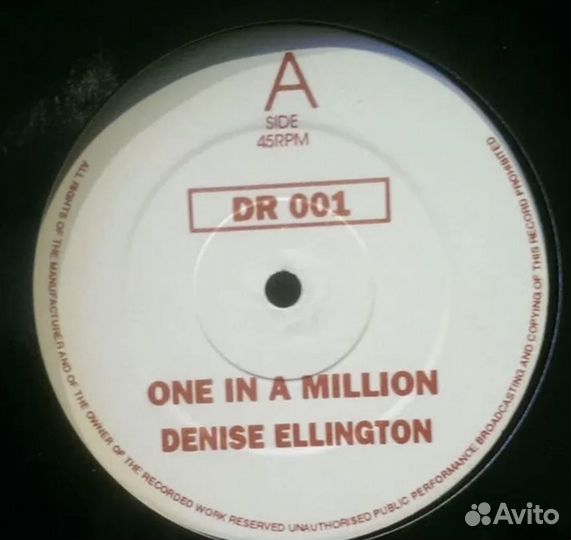 A
SIDE
45RPM
DR 001
ONE IN A MILLION
DENISE ELLINGTON
ALL RIGHTS OF THE MANUFACTURER AND OF THE OWNER OF THE RECORDED WORK RESERVED UNAUTHORISED PUBLIC PERFORMANCE BROADCASTING AND COPYING OF THIS RECORD PROHIBITED
Avito